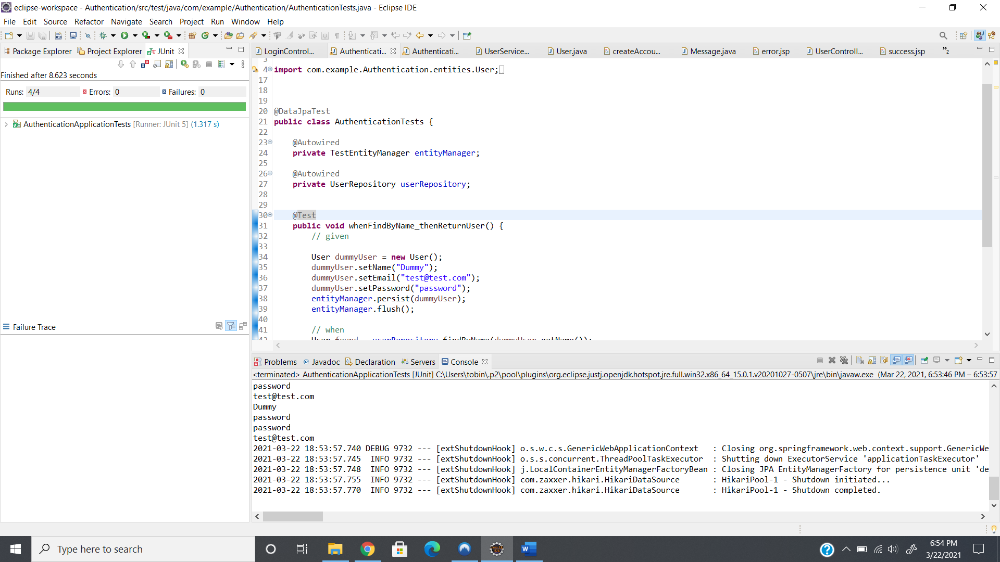 eclipse-workspace - Authentication/src/test/java/com/example/Authentication/AuthenticationTests.java - Eclipse IDE
File Edit Source Refactor Navigate Search Project Run Window Help
Package Explorer Project Explorer JUnit
Finished after 8.623 seconds
Runs: 4/4 Errors: 0 Failures: 0
AuthenticationApplicationTests [Runner: JUnit 5] (1.317 s)
Failure Trace
LoginControl... Authenticati... Authenticati... UserService... User.java createAccou... Message.java error.jsp UserControll... success.jsp »2
3
4 import com.example.Authentication.entities.User;
17
18
19
20 @DataJpaTest
21 public class AuthenticationTests {
22
23 @Autowired
24 private TestEntityManager entityManager;
25
26 @Autowired
27 private UserRepository userRepository;
28
29
30 @Test
31 public void whenFindByName_thenReturnUser() {
32 // given
33
34 User dummyUser = new User();
35 dummyUser.setName("Dummy");
36 dummyUser.setEmail("test@test.com");
37 dummyUser.setPassword("password");
38 entityManager.persist(dummyUser);
39 entityManager.flush();
40
41 // when
42 User found = userRepository.findByName(dummyUser.getName());
Problems @ Javadoc Declaration Servers Console
<terminated> AuthenticationApplicationTests [JUnit] C:\Users\tobin\.p2\pool\plugins\org.eclipse.justj.openjdk.hotspot.jre.full.win32.x86_64_15.0.1.v20201027-0507\jre\bin\javaw.exe (Mar 22, 2021, 6:53:46 PM – 6:53:57
password
test@test.com
Dummy
password
password
test@test.com
2021-03-22 18:53:57.740 DEBUG 9732 --- [extShutdownHook] o.s.w.c.s.GenericWebApplicationContext : Closing org.springframework.web.context.support.GenericWe
2021-03-22 18:53:57.745 INFO 9732 --- [extShutdownHook] o.s.s.concurrent.ThreadPoolTaskExecutor : Shutting down ExecutorService 'applicationTaskExecutor'
2021-03-22 18:53:57.748 INFO 9732 --- [extShutdownHook] j.LocalContainerEntityManagerFactoryBean : Closing JPA EntityManagerFactory for persistence unit 'de
2021-03-22 18:53:57.755 INFO 9732 --- [extShutdownHook] com.zaxxer.hikari.HikariDataSource : HikariPool-1 - Shutdown initiated...
2021-03-22 18:53:57.770 INFO 9732 --- [extShutdownHook] com.zaxxer.hikari.HikariDataSource : HikariPool-1 - Shutdown completed.
Type here to search
6:54 PM
3/22/2021